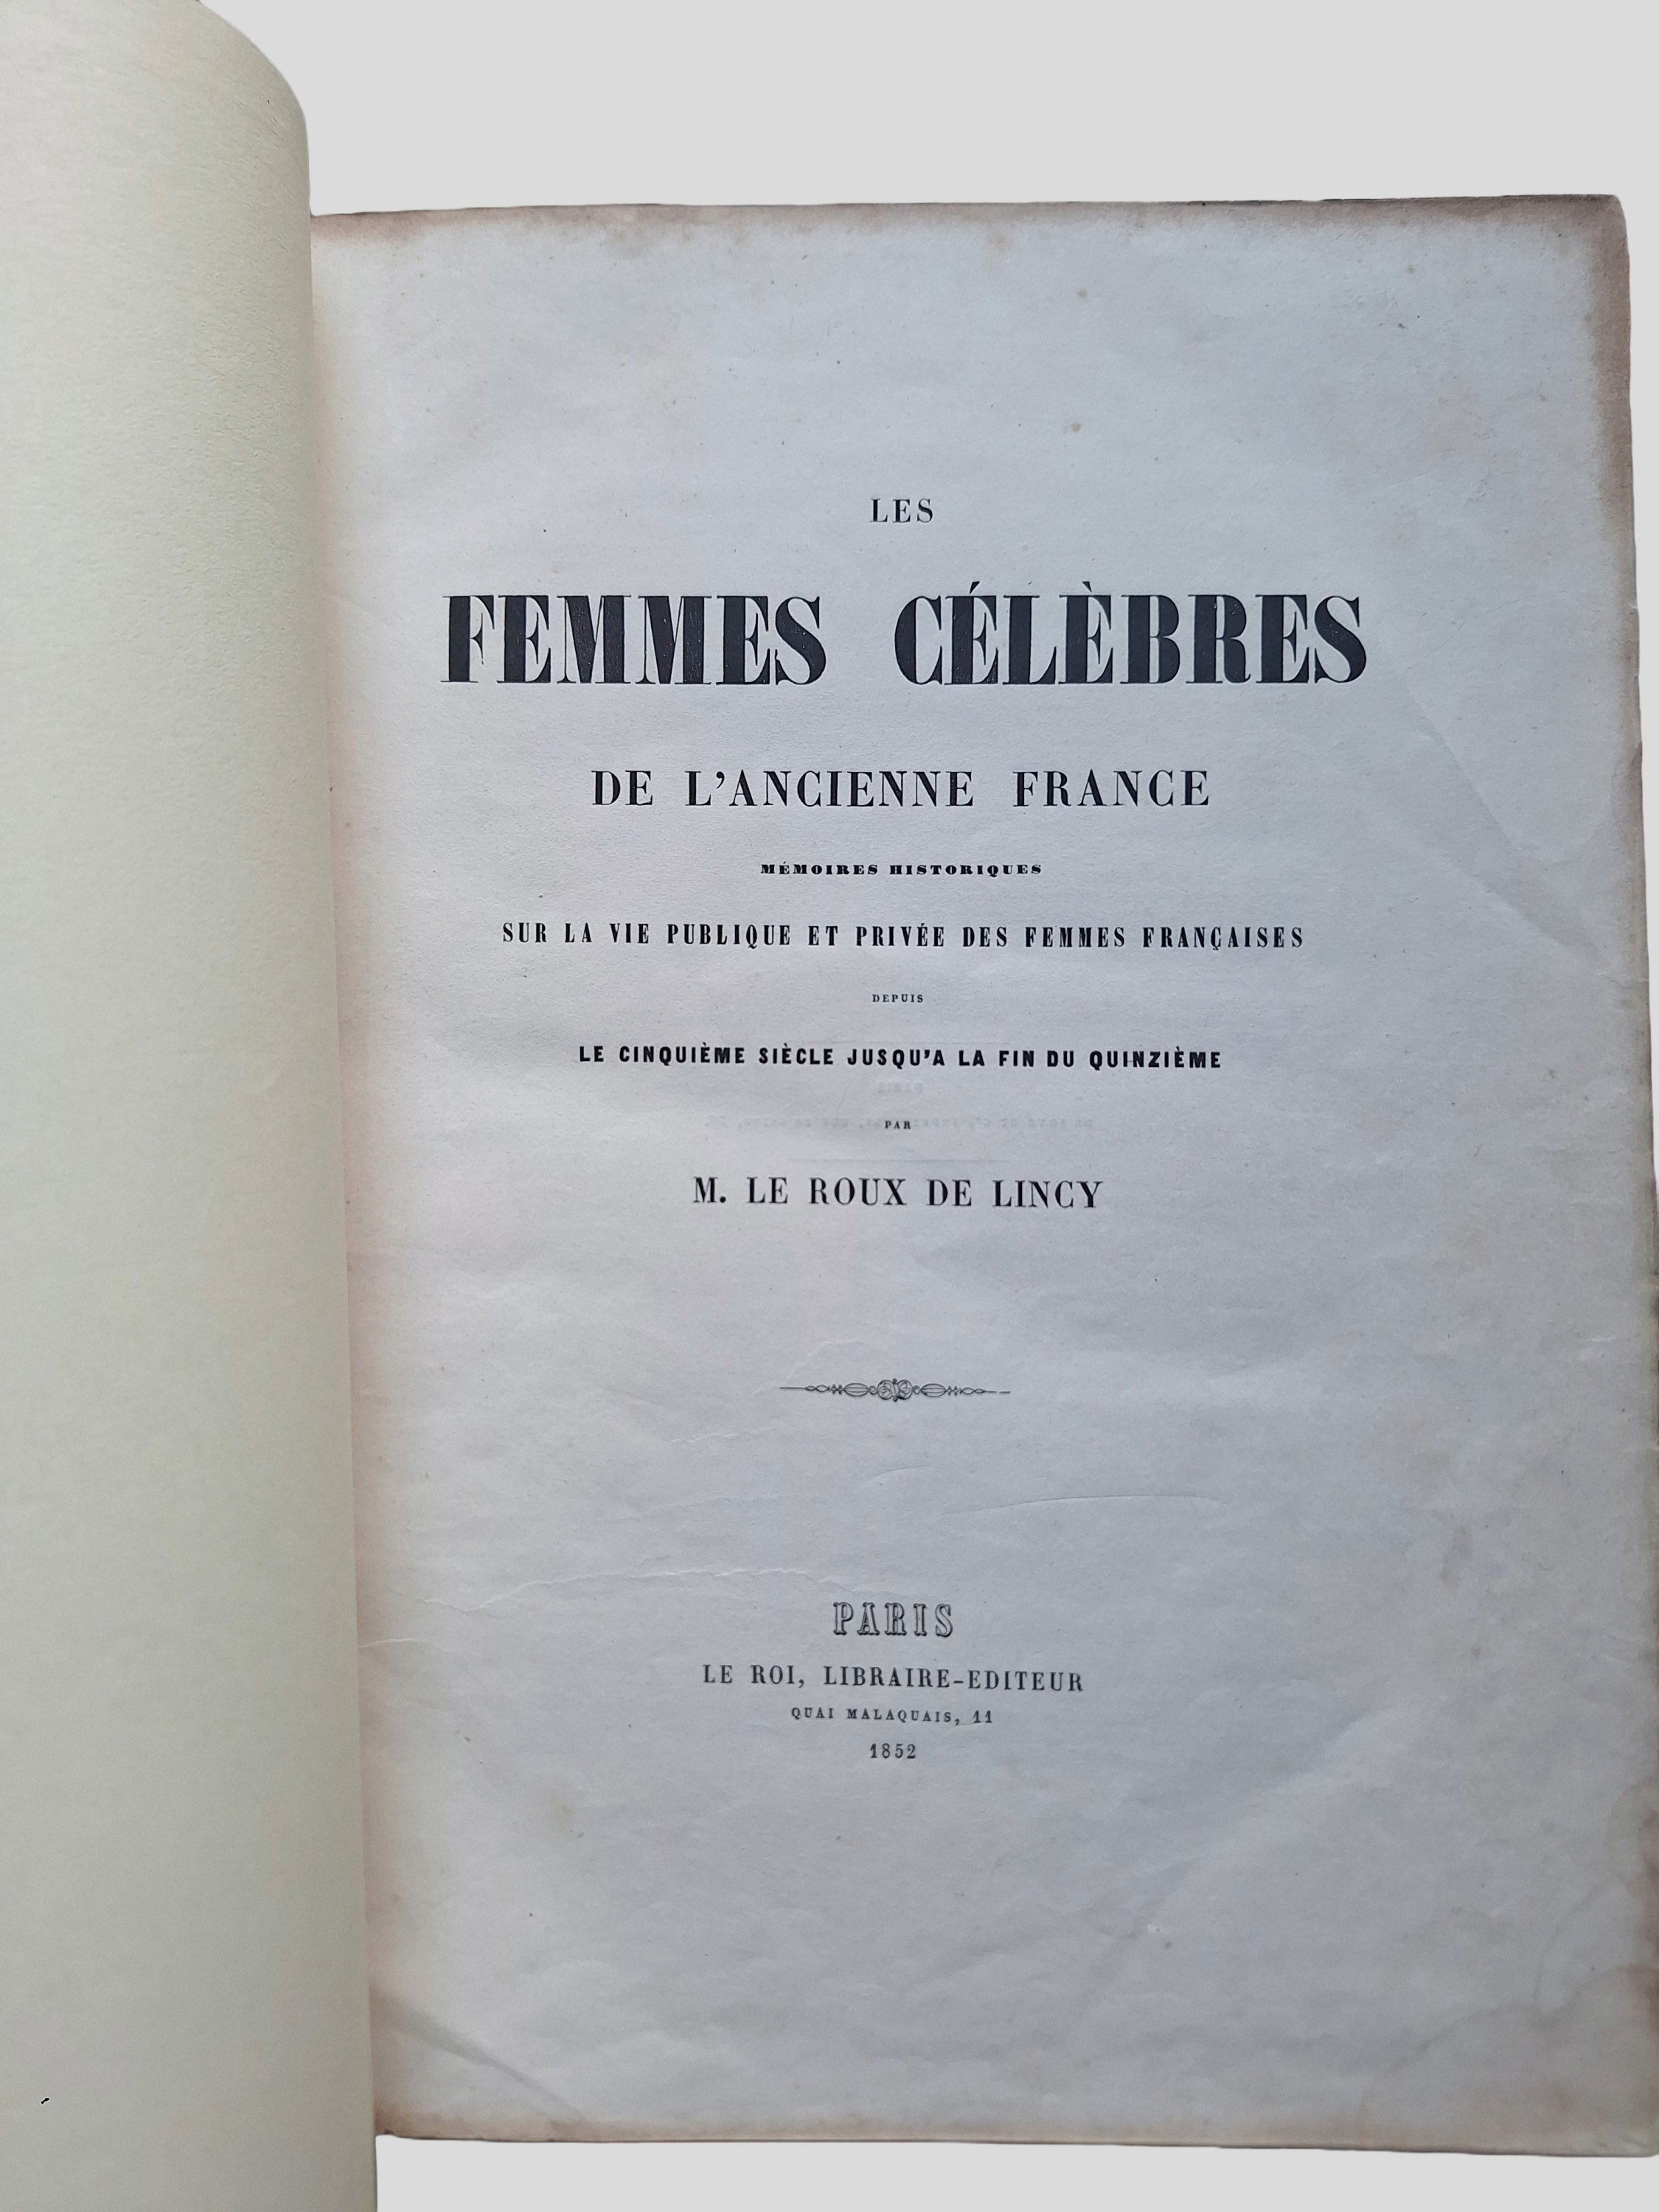 LES
FEMMES CÉLÈBRES
DE L'ANCIENNE FRANCE
MÉMOIRES HISTORIQUES
SUR LA VIE PUBLIQUE ET PRIVÉE DES FEMMES FRANÇAISES
DEPUIS
LE CINQUIÈME SIÈCLE JUSQU'A LA FIN DU QUINZIÈME
PAR
M. LE ROUX DE LINCY
PARIS
LE ROI, LIBRAIRE-EDITEUR
QUAI MALAQUAIS, 11
1852